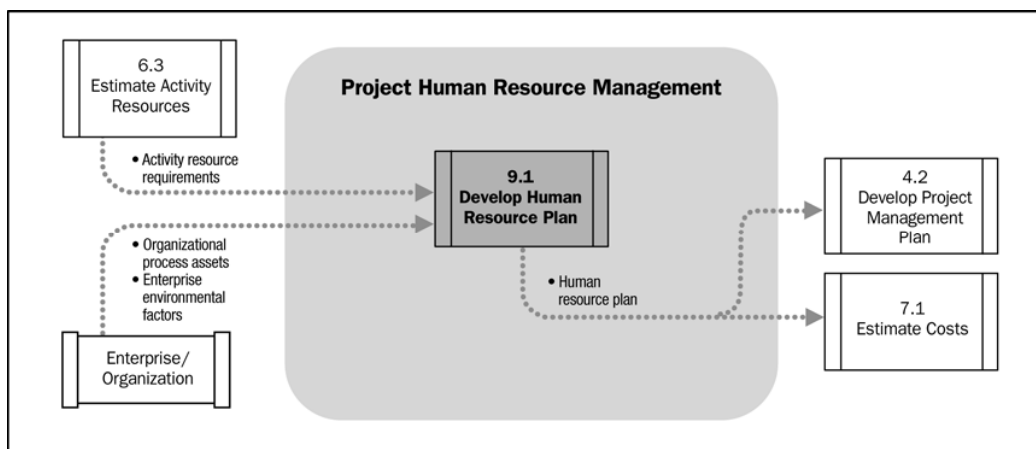 6.3
Estimate Activity
Resources
Project Human Resource Management
• Activity resource
requirements
9.1
Develop Human
Resource Plan
4.2
Develop Project
Management
Plan
• Organizational
process assets
• Enterprise
environmental
factors
• Human
resource plan
7.1
Estimate Costs
Enterprise/
Organization